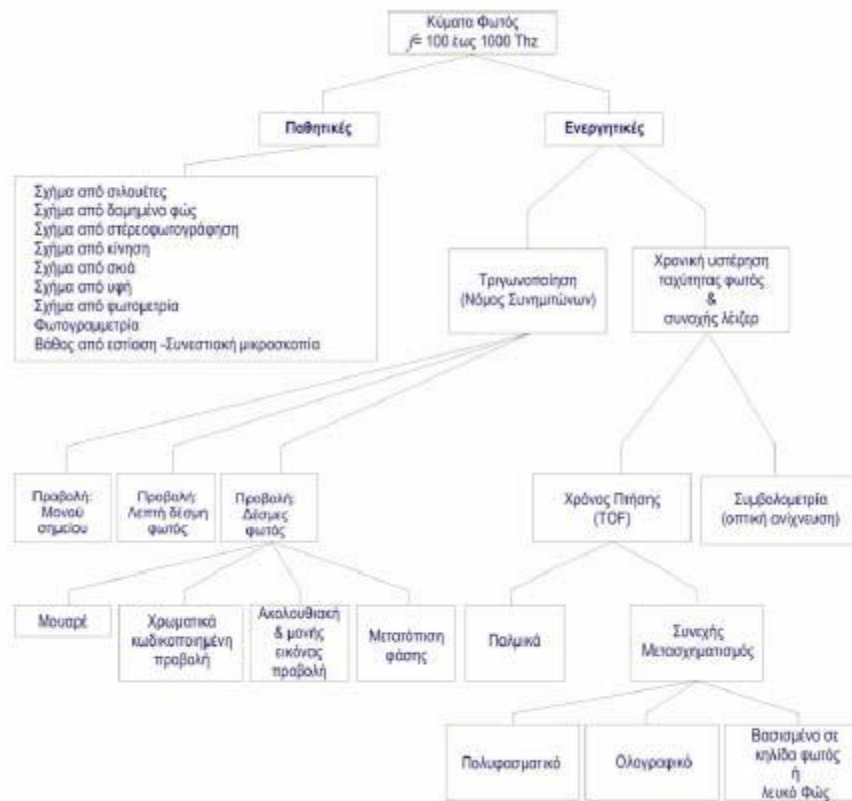 Κύματα Φωτός
f= 100 έως 1000 Thz
Παθητικές
Ενεργητικές
Σχήμα από σιλουέτες
Σχήμα από δομημένο φώς
Σχήμα από στέρεοφωτογράφηση
Σχήμα από κίνηση
Σχήμα από σκιά
Σχήμα από υφή
Σχήμα από φωτομετρία
Φωτογραμμετρία
Βάθος από εστίαση -Συνεστιακή μικροσκοπία
Τριγωνοποίηση
(Νόμος Συνημιτώνων)
Χρονική υστέρηση
ταχύτητας φωτός
&
συνοχής λέιζερ
Προβολή:
Μονού
σημείου
Προβολή:
Λεπτή δέσμη
φωτός
Προβολή:
Δέσμες
φωτός
Χρόνος Πτήσης
(TOF)
Συμβολομετρία
(οπτική ανίχνευση)
Μουαρέ
Χρωματικά
κωδικοποιημένη
προβολή
Ακολουθιακή
& μονής
εικόνας
προβολή
Μετατόπιση
φάσης
Παλμικά
Συνεχής
Μετασχηματισμός
Πολυφασματικό
Ολογραφικό
Βασισμένο σε
κηλίδα φωτός
ή
λευκό Φώς